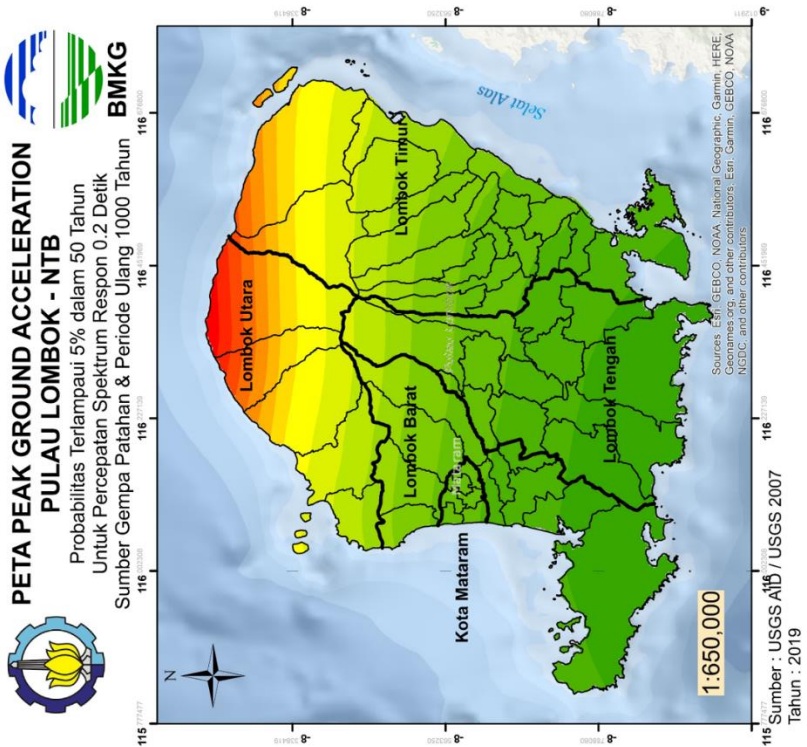 PETA PEAK GROUND ACCELERATION
PULAU LOMBOK - NTB
Probabilitas Terlampaui 5% dalam 50 Tahun
Untuk Percepatan Spektrum Respon 0.2 Detik
Sumber Gempa Patahan & Periode Ulang 1000 Tahun
BMKG
115
116
116
116
116
N
-8
-8
-8
-9
Lombok Utara
Lombok Timur
Lombok Barat
Mataram
Kota Mataram
Lombok Tengah
Selat Alas
1:650,000
Sources: Esri, GEBCO, NOAA, National Geographic, Garmin, HERE,
Geonames.org, and other contributors, Esri, Garmin, GEBCO, NOAA
NGDC, and other contributors
Sumber : USGS AID / USGS 2007
Tahun : 2019